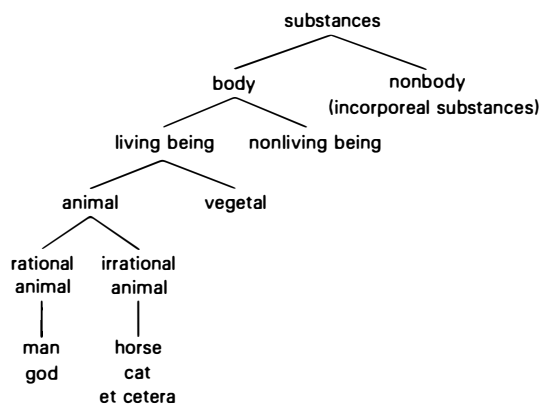 substances
body nonbody
(incorporeal substances)
living being nonliving being
animal vegetal
rational irrational
animal animal
man horse
god cat
et cetera